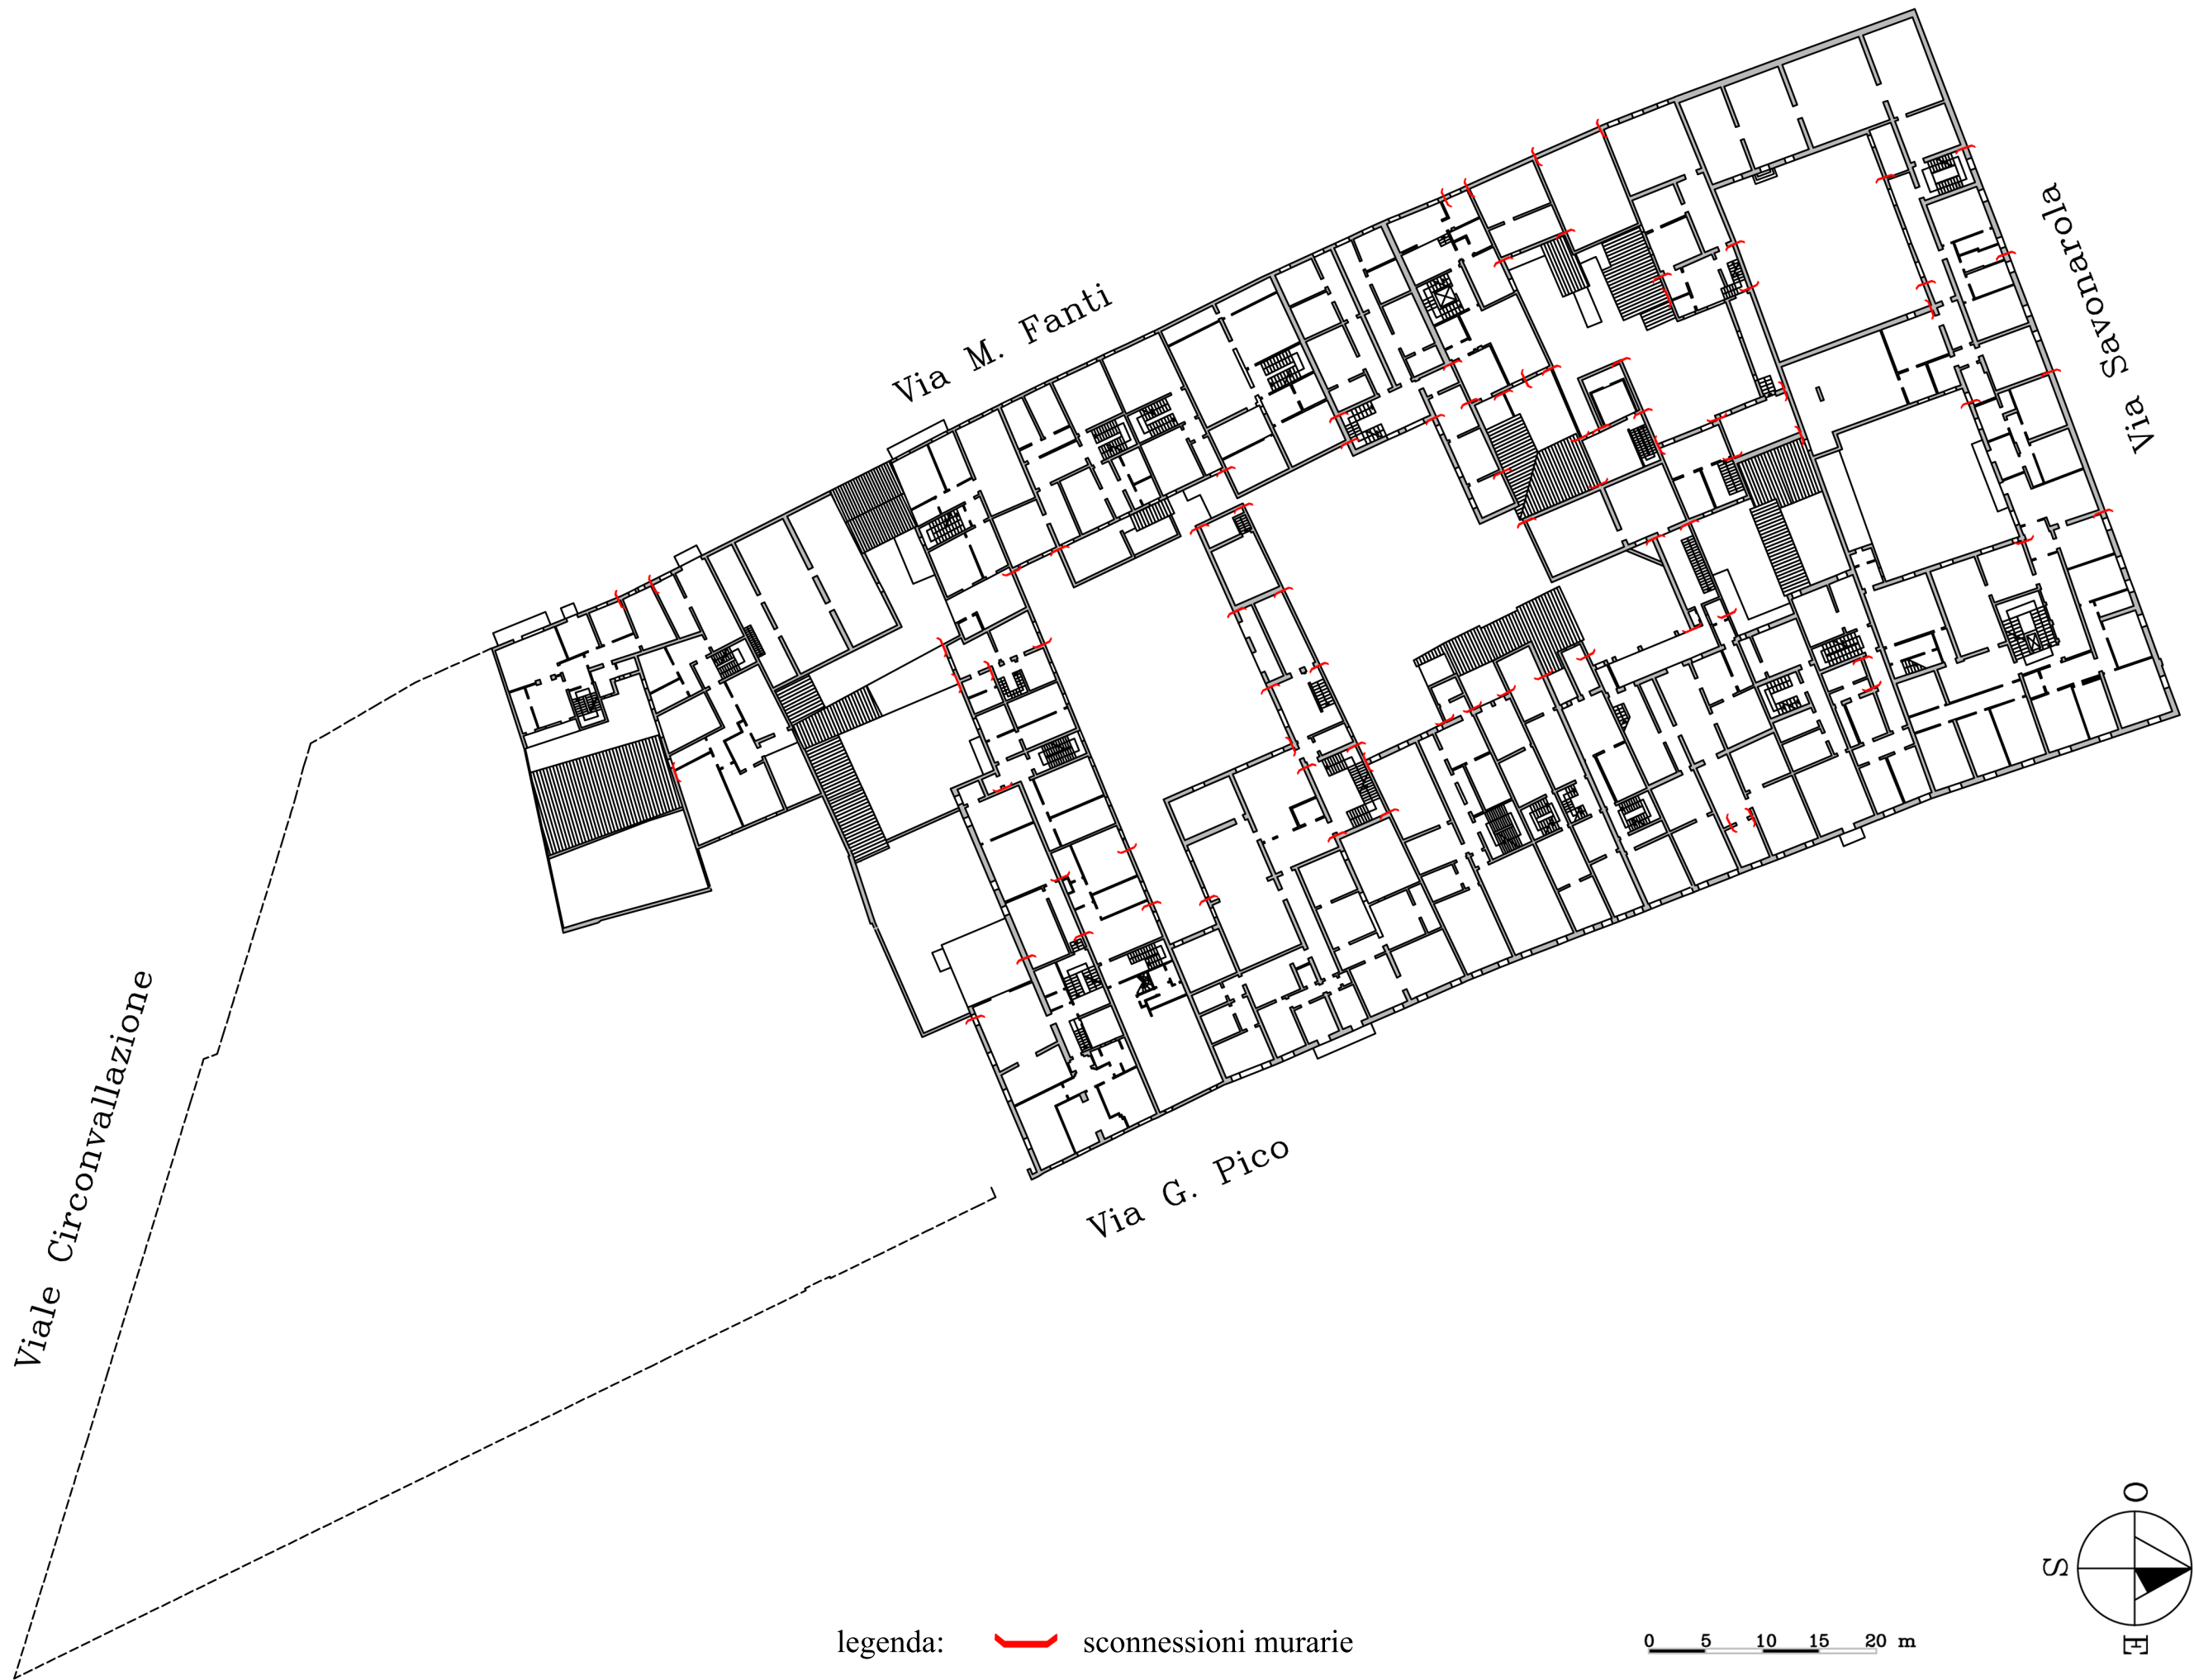 Via M. Fanti
Via Savonarola
Viale Circonvallazione
Via G. Pico
O
S
E
legenda:
sconnessioni murarie
0 5 10 15 20 m